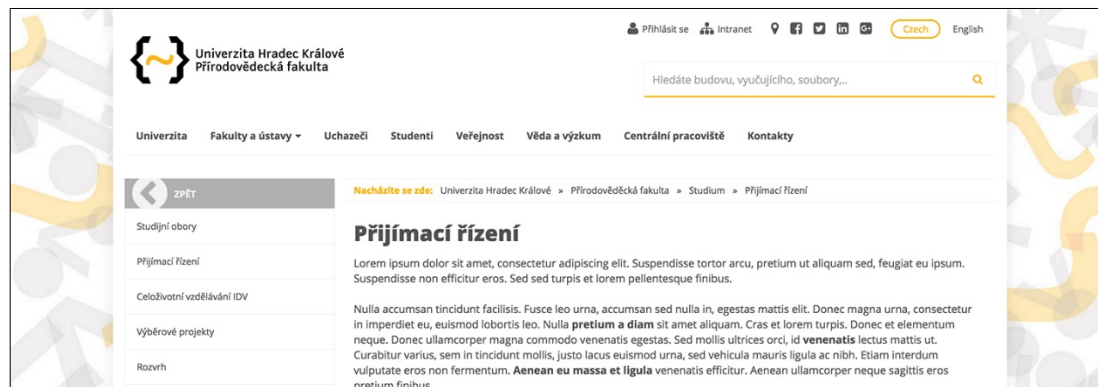 Přihlásit se Intranet Czech English
Univerzita Hradec Králové
Přírodovědecká fakulta
Hledáte budovu, vyučujícího, soubory,..
Univerzita Fakulty a ústavy Uchazeči Studenti Veřejnost Věda a výzkum Centrální pracoviště Kontakty
ZPĚT
Studijní obory
Přijímací řízení
Celoživotní vzdělávání IDV
Výběrové projekty
Rozvrh
Nacházíte se zde: Univerzita Hradec Králové » Přírodověděcká fakulta » Studium » Přijímací řízení
Přijímací řízení
Lorem ipsum dolor sit amet, consectetur adipiscing elit. Suspendisse tortor arcu, pretium ut aliquam sed, feugiat eu ipsum.
Suspendisse non efficitur eros. Sed sed turpis et lorem pellentesque finibus.
Nulla accumsan tincidunt facilisis. Fusce leo urna, accumsan sed nulla in, egestas mattis elit. Donec magna urna, consectetur
in imperdiet eu, euismod lobortis leo. Nulla pretium a diam sit amet aliquam. Cras et lorem turpis. Donec et elementum
neque. Donec ullamcorper magna commodo venenatis egestas. Sed mollis ultrices orci, id venenatis lectus mattis ut.
Curabitur varius, sem in tincidunt mollis, justo lacus euismod urna, sed vehicula mauris ligula ac nibh. Etiam interdum
vulputate eros non fermentum. Aenean eu massa et ligula venenatis efficitur. Aenean ullamcorper neque sagittis eros
pretium finibus.